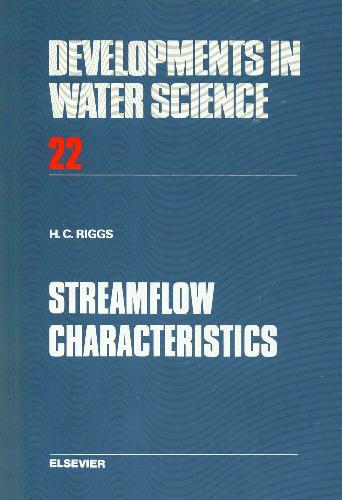 DEVELOPMENTS IN
WATER SCIENCE
22
H. C. RIGGS
STREAMFLOW
CHARACTERISTICS
ELSEVIER